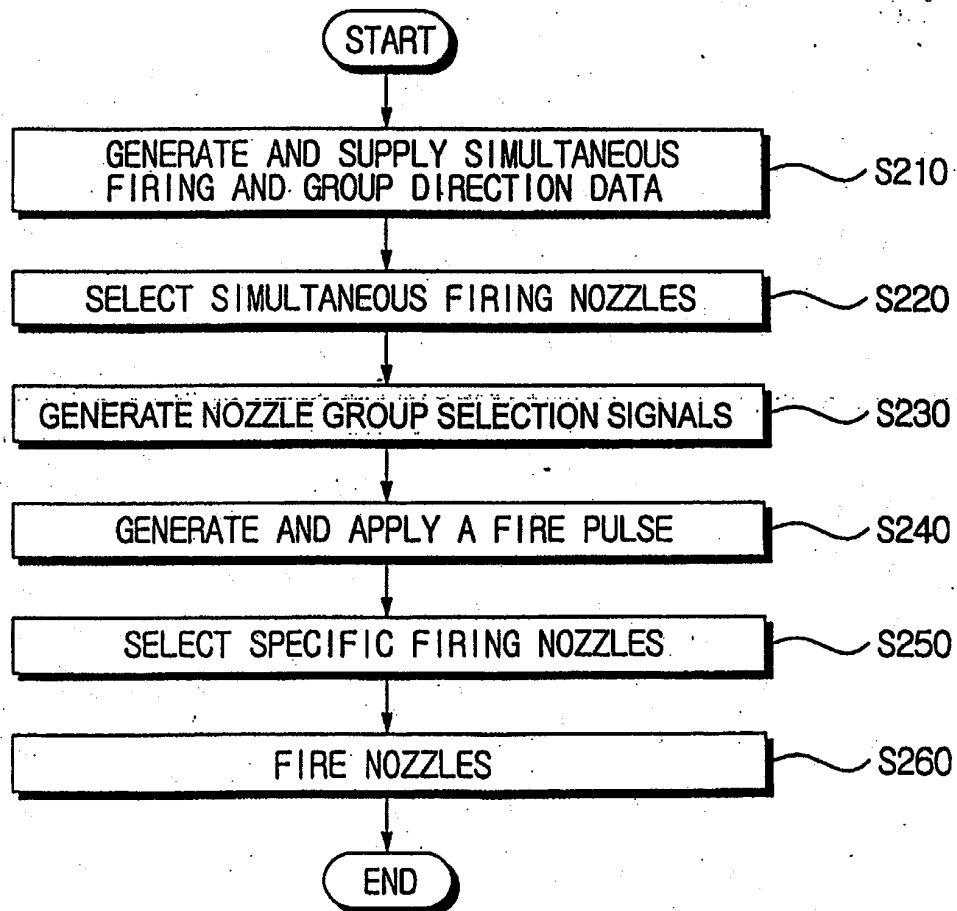 START
GENERATE AND SUPPLY SIMULTANEOUS
FIRING AND GROUP DIRECTION DATA
S210
SELECT SIMULTANEOUS FIRING NOZZLES
S220
GENERATE NOZZLE GROUP SELECTION SIGNALS
S230
GENERATE AND APPLY A FIRE PULSE
S240
SELECT SPECIFIC FIRING NOZZLES
S250
FIRE NOZZLES
S260
END